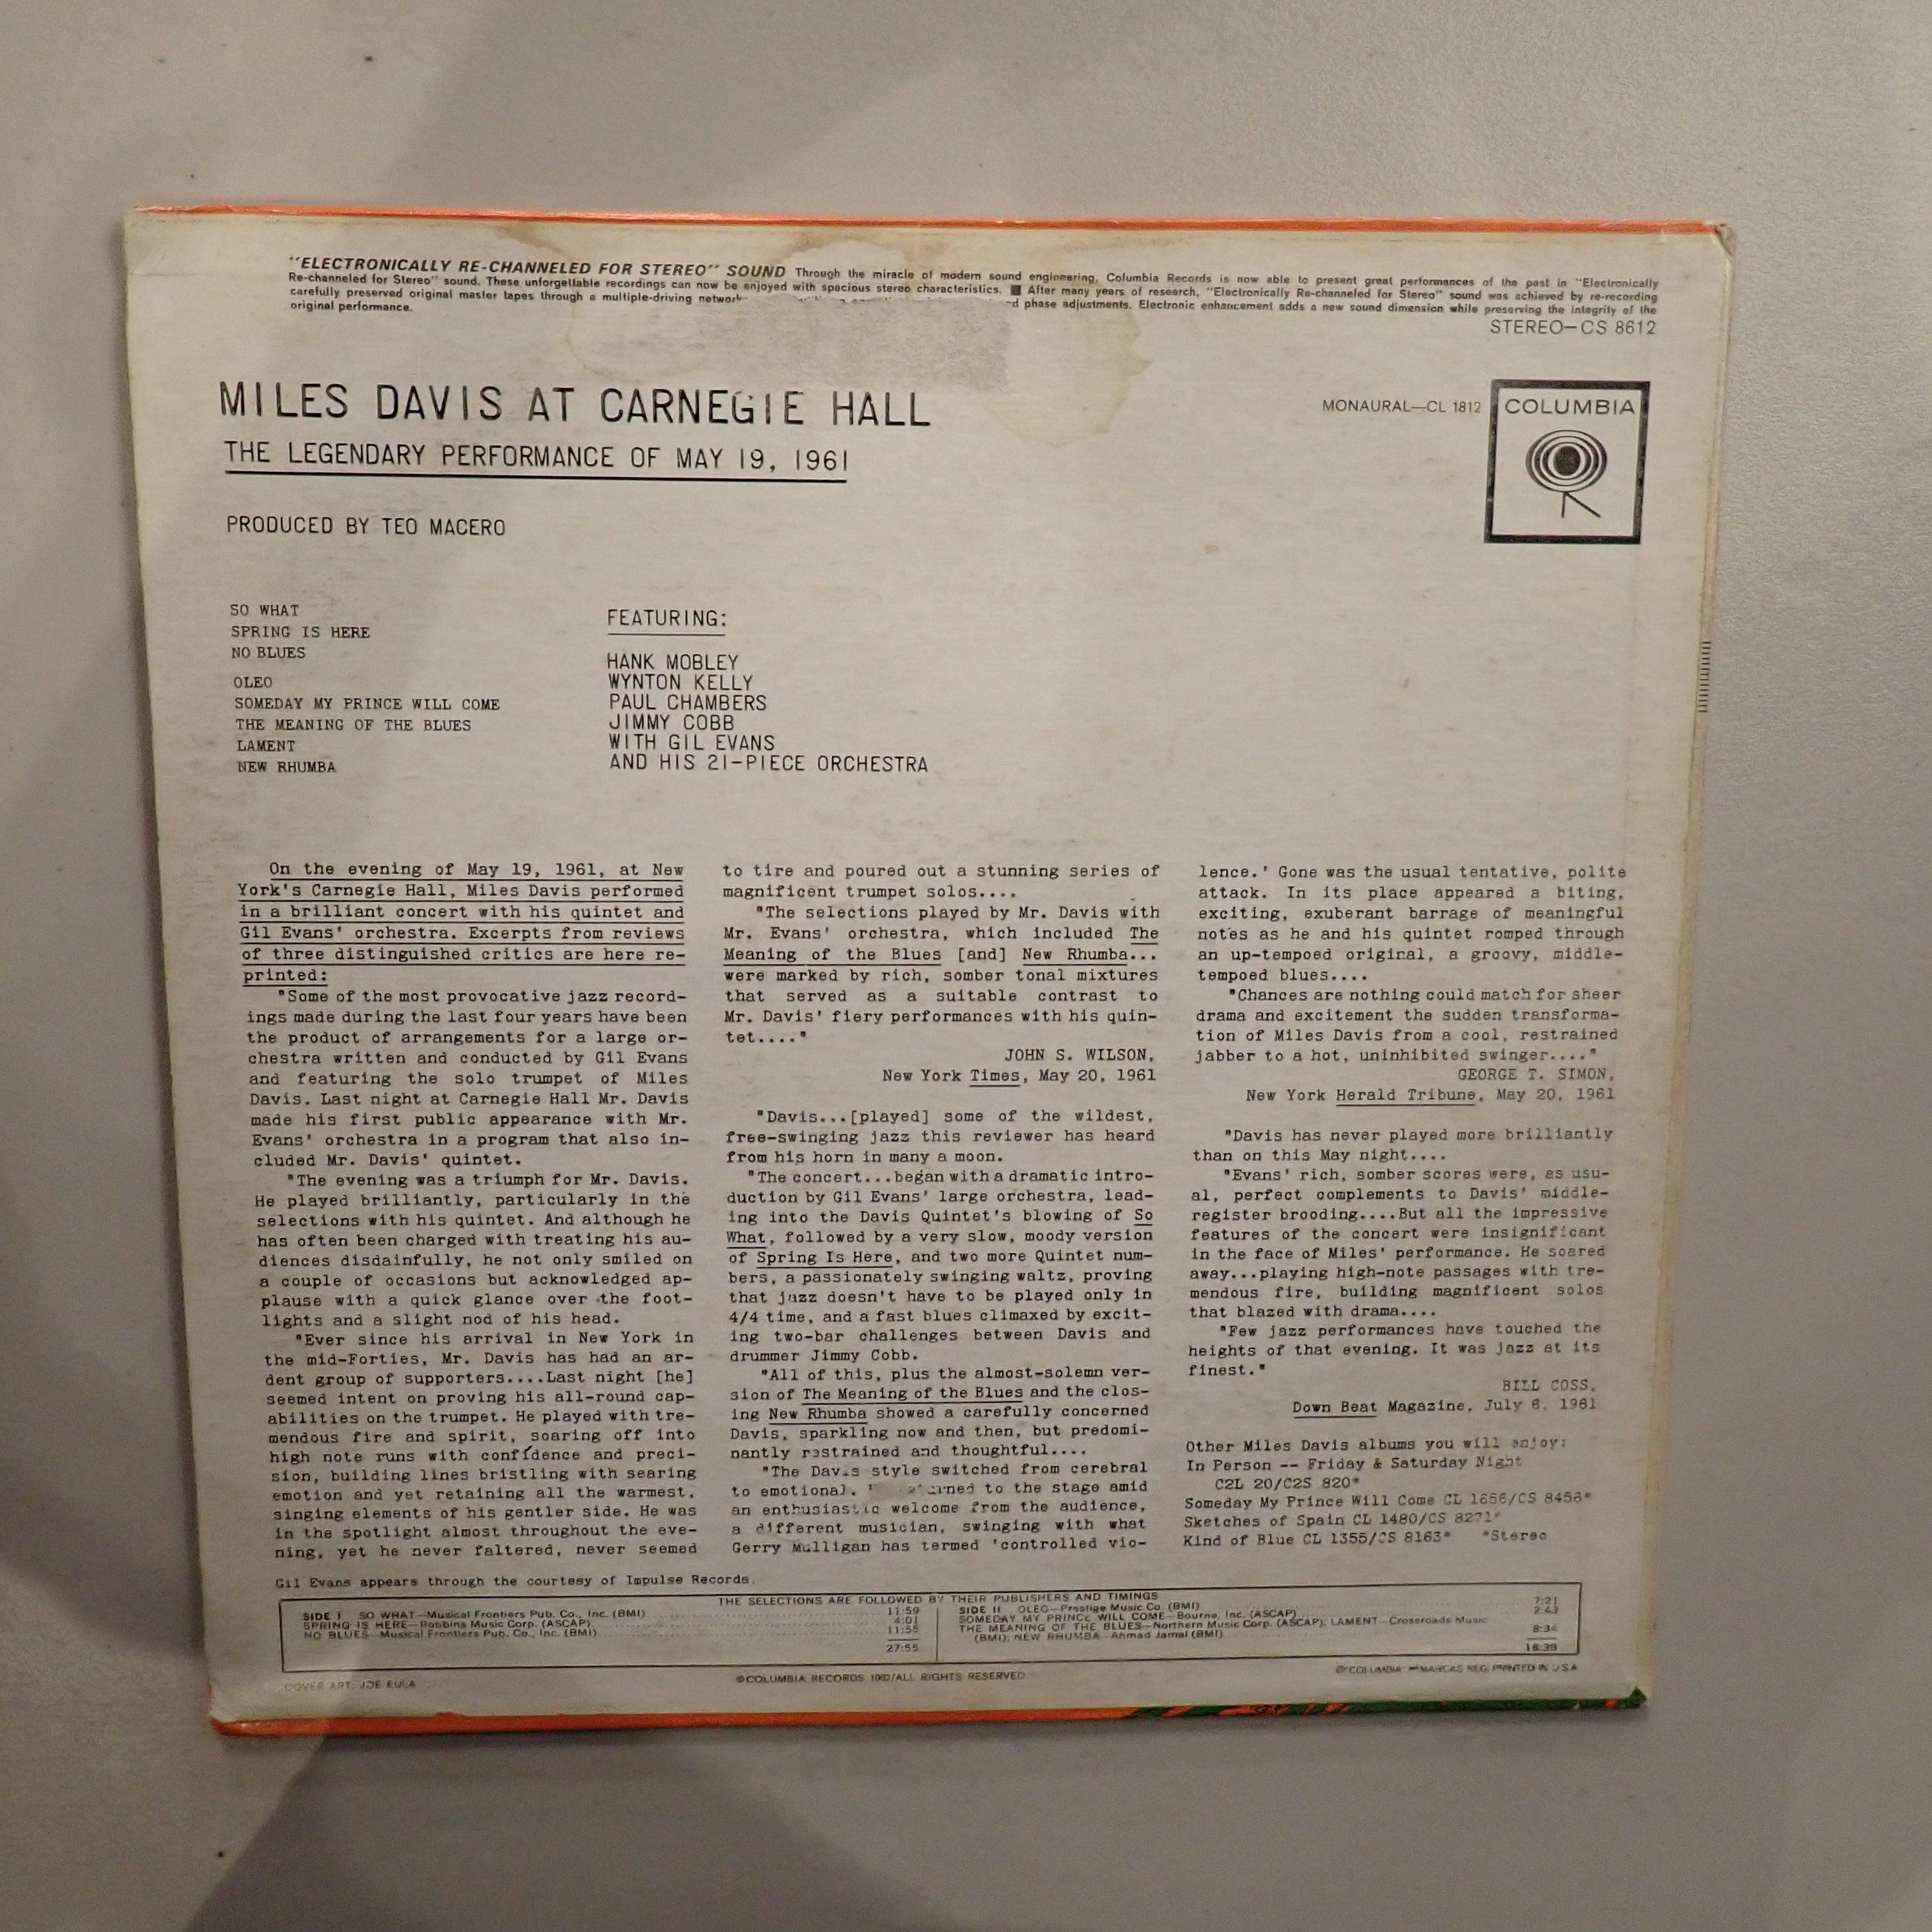 "ELECTRONICALLY RE-CHANNELED FOR STEREO" SOUND Through the miracle of modern sound engineering, Columbia Records is now able to present great performances of the past in "Electronically
Re-channeled for Stereo" sound. These unforgettable recordings can now be enjoyed with spacious stereo characteristics. ■ After many years of research, "Electronically Re-channeled for Stereo" sound was achieved by re-recording
carefully preserved original master tapes through a multiple-driving phase adjustments. Electronic enhancement adds a new sound dimension while preserving the integrity of the
original performance.
STEREO—CS 8612
MILES DAVIS AT CARNEGIE HALL
THE LEGENDARY PERFORMANCE OF MAY 19, 1961
MONAURAL—CL 1812
COLUMBIA
PRODUCED BY TEO MACERO
SO WHAT
SPRING IS HERE
NO BLUES
OLEO
SOMEDAY MY PRINCE WILL COME
THE MEANING OF THE BLUES
LAMENT
NEW RHUMBA
FEATURING:
HANK MOBLEY
WYNTON KELLY
PAUL CHAMBERS
JIMMY COBB
WITH GIL EVANS
AND HIS 21-PIECE ORCHESTRA
On the evening of May 19, 1961, at New
York's Carnegie Hall, Miles Davis performed
in a brilliant concert with his quintet and
Gil Evans' orchestra. Excerpts from reviews
of three distinguished critics are here re-
printed:
"Some of the most provocative jazz record-
ings made during the last four years have been
the product of arrangements for a large or-
chestra written and conducted by Gil Evans
and featuring the solo trumpet of Miles
Davis. Last night at Carnegie Hall Mr. Davis
made his first public appearance with Mr.
Evans' orchestra in a program that also in-
cluded Mr. Davis' quintet.
"The evening was a triumph for Mr. Davis.
He played brilliantly, particularly in the
selections with his quintet. And although he
has often been charged with treating his au-
diences disdainfully, he not only smiled on
a couple of occasions but acknowledged ap-
plause with a quick glance over the foot-
lights and a slight nod of his head.
"Ever since his arrival in New York in
the mid-Forties, Mr. Davis has had an ar-
dent group of supporters....Last night [he]
seemed intent on proving his all-round cap-
abilities on the trumpet. He played with tre-
mendous fire and spirit, soaring off into
high note runs with confidence and preci-
sion, building lines bristling with searing
emotion and yet retaining all the warmest,
singing elements of his gentler side. He was
in the spotlight almost throughout the eve-
ning, yet he never faltered, never seemed
to tire and poured out a stunning series of
magnificent trumpet solos....
"The selections played by Mr. Davis with
Mr. Evans' orchestra, which included The
Meaning of the Blues [and] New Rhumba...
were marked by rich, somber tonal mixtures
that served as a suitable contrast to
Mr. Davis' fiery performances with his quin-
tet...."
JOHN S. WILSON,
New York Times, May 20, 1961
"Davis...[played] some of the wildest,
free-swinging jazz this reviewer has heard
from his horn in many a moon.
"The concert...began with a dramatic intro-
duction by Gil Evans' large orchestra, lead-
ing into the Davis Quintet's blowing of So
What, followed by a very slow, moody version
of Spring Is Here, and two more Quintet num-
bers, a passionately swinging waltz, proving
that jazz doesn't have to be played only in
4/4 time, and a fast blues climaxed by excit-
ing two-bar challenges between Davis and
drummer Jimmy Cobb.
"All of this, plus the almost-solemn ver-
sion of The Meaning of the Blues and the clos-
ing New Rhumba showed a carefully concerned
Davis, sparkling now and then, but predomi-
nantly restrained and thoughtful....
"The Davis style switched from cerebral
to emotional. to the stage amid
an enthusiastic welcome from the audience,
a different musician, swinging with what
Gerry Mulligan has termed 'controlled vio-
lence.' Gone was the usual tentative, polite
attack. In its place appeared a biting,
exciting, exuberant barrage of meaningful
notes as he and his quintet romped through
an up-tempoed original, a groovy, middle-
tempoed blues....
"Chances are nothing could match for sheer
drama and excitement the sudden transforma-
tion of Miles Davis from a cool, restrained
jabber to a hot, uninhibited swinger...."
GEORGE T. SIMON,
New York Herald Tribune, May 20, 1961
"Davis has never played more brilliantly
than on this May night....
"Evans' rich, somber scores were, as usu-
al, perfect complements to Davis' middle-
register brooding....But all the impressive
features of the concert were insignificant
in the face of Miles' performance. He soared
away...playing high-note passages with tre-
mendous fire, building magnificent solos
that blazed with drama....
"Few jazz performances have touched the
heights of that evening. It was jazz at its
finest."
BILL COSS,
Down Beat Magazine, July 6, 1961
Other Miles Davis albums you will enjoy:
In Person -- Friday & Saturday Night
C2L 20/C2S 820*
Someday My Prince Will Come CL 1656/CS 8456*
Sketches of Spain CL 1480/CS 8271*
Kind of Blue CL 1355/CS 8163* *Stereo
Gil Evans appears through the courtesy of Impulse Records.
THE SELECTIONS ARE FOLLOWED BY THEIR PUBLISHERS AND TIMINGS
SIDE I SO WHAT—Musical Frontiers Pub. Co., Inc. (BMI) 11:59
SPRING IS HERE—Robbins Music Corp. (ASCAP) 4:01
NO BLUES—Musical Frontiers Pub. Co., Inc. (BMI) 11:55
27:55
SIDE II OLEO—Prestige Music Co. (BMI) 7:21
SOMEDAY MY PRINCE WILL COME—Bourne, Inc. (ASCAP) 2:43
THE MEANING OF THE BLUES—Northern Music Corp. (ASCAP); LAMENT—Crossroads Music
(BMI); NEW RHUMBA—Ahmad Jamal (BMI) 8:34
18:39
COVER ART: JOE EULA
©COLUMBIA RECORDS 1962/ALL RIGHTS RESERVED
® "COLUMBIA" MARCAS REG. PRINTED IN U.S.A.